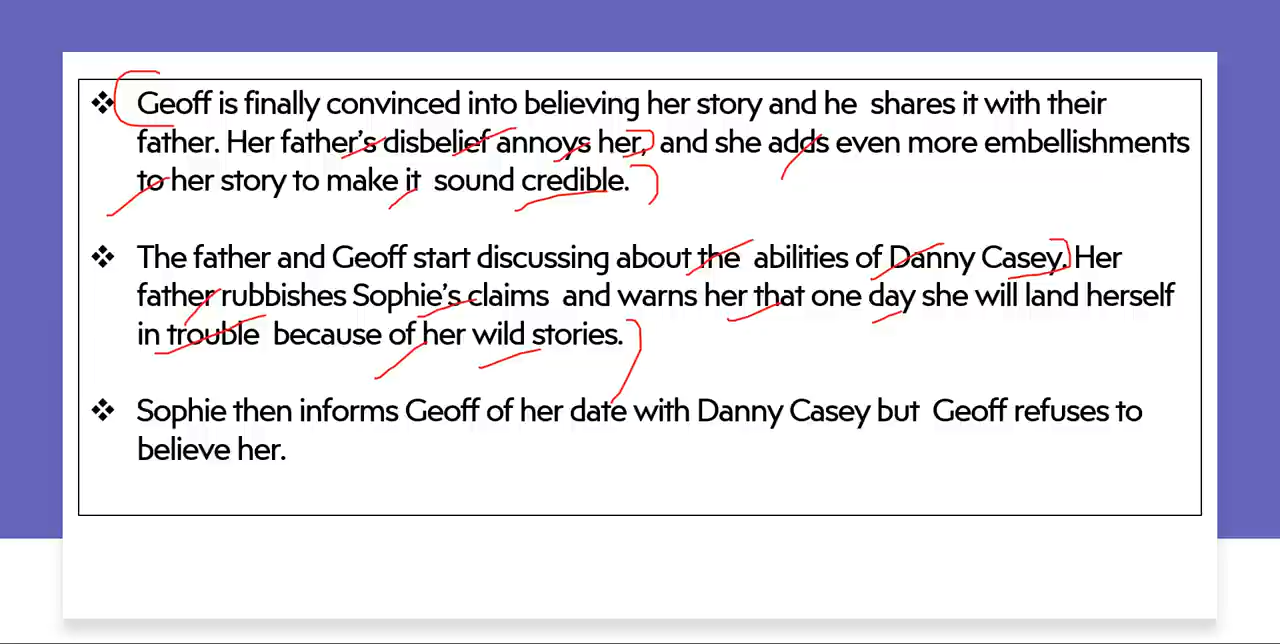 ❖ Geoff is finally convinced into believing her story and he shares it with their
father. Her father's disbelief annoys her, and she adds even more embellishments
to her story to make it sound credible.
❖ The father and Geoff start discussing about the abilities of Danny Casey. Her
father rubbishes Sophie's claims and warns her that one day she will land herself
in trouble because of her wild stories.
❖ Sophie then informs Geoff of her date with Danny Casey but Geoff refuses to
believe her.